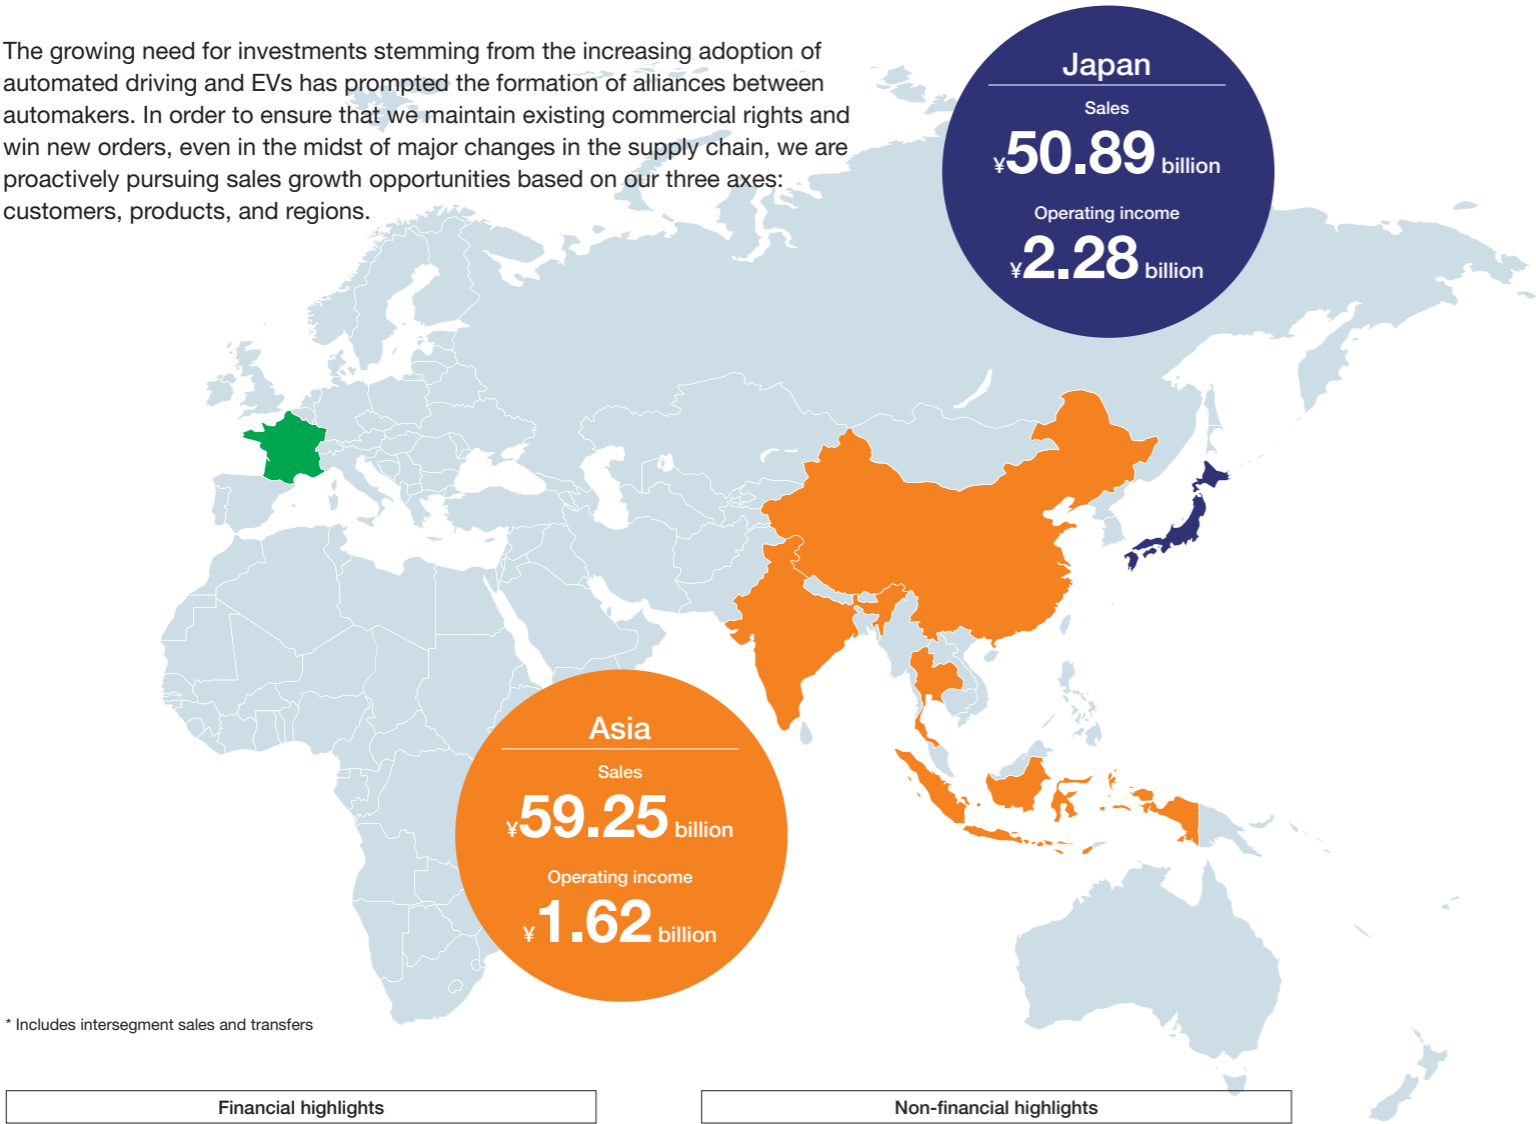 The growing need for investments stemming from the increasing adoption of
automated driving and EVs has prompted the formation of alliances between
automakers. In order to ensure that we maintain existing commercial rights and
win new orders, even in the midst of major changes in the supply chain, we are
proactively pursuing sales growth opportunities based on our three axes:
customers, products, and regions.
Japan
Sales
¥50.89 billion
Operating income
¥2.28 billion
Asia
Sales
¥59.25 billion
Operating income
¥1.62 billion
* Includes intersegment sales and transfers
Financial highlights
Non-financial highlights